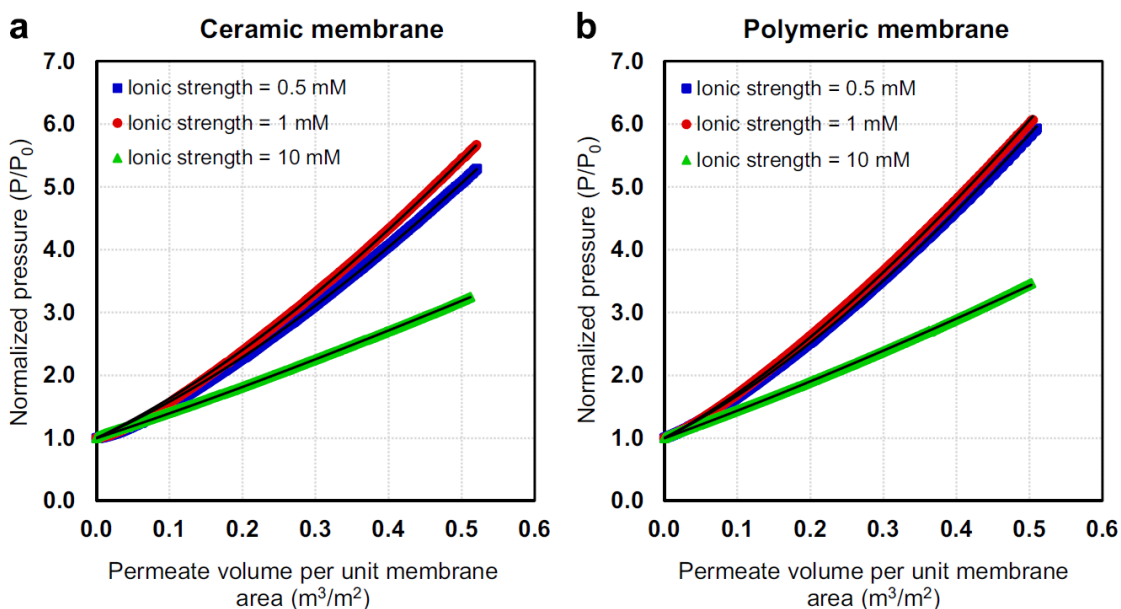 a
Ceramic membrane
7.0
6.0
5.0
4.0
3.0
2.0
1.0
0.0
Normalized pressure (P/P₀)
Ionic strength = 0.5 mM
Ionic strength = 1 mM
Ionic strength = 10 mM
0.0 0.1 0.2 0.3 0.4 0.5 0.6
Permeate volume per unit membrane
area (m³/m²)
b
Polymeric membrane
7.0
6.0
5.0
4.0
3.0
2.0
1.0
0.0
Normalized pressure (P/P₀)
Ionic strength = 0.5 mM
Ionic strength = 1 mM
Ionic strength = 10 mM
0.0 0.1 0.2 0.3 0.4 0.5 0.6
Permeate volume per unit membrane
area (m³/m²)